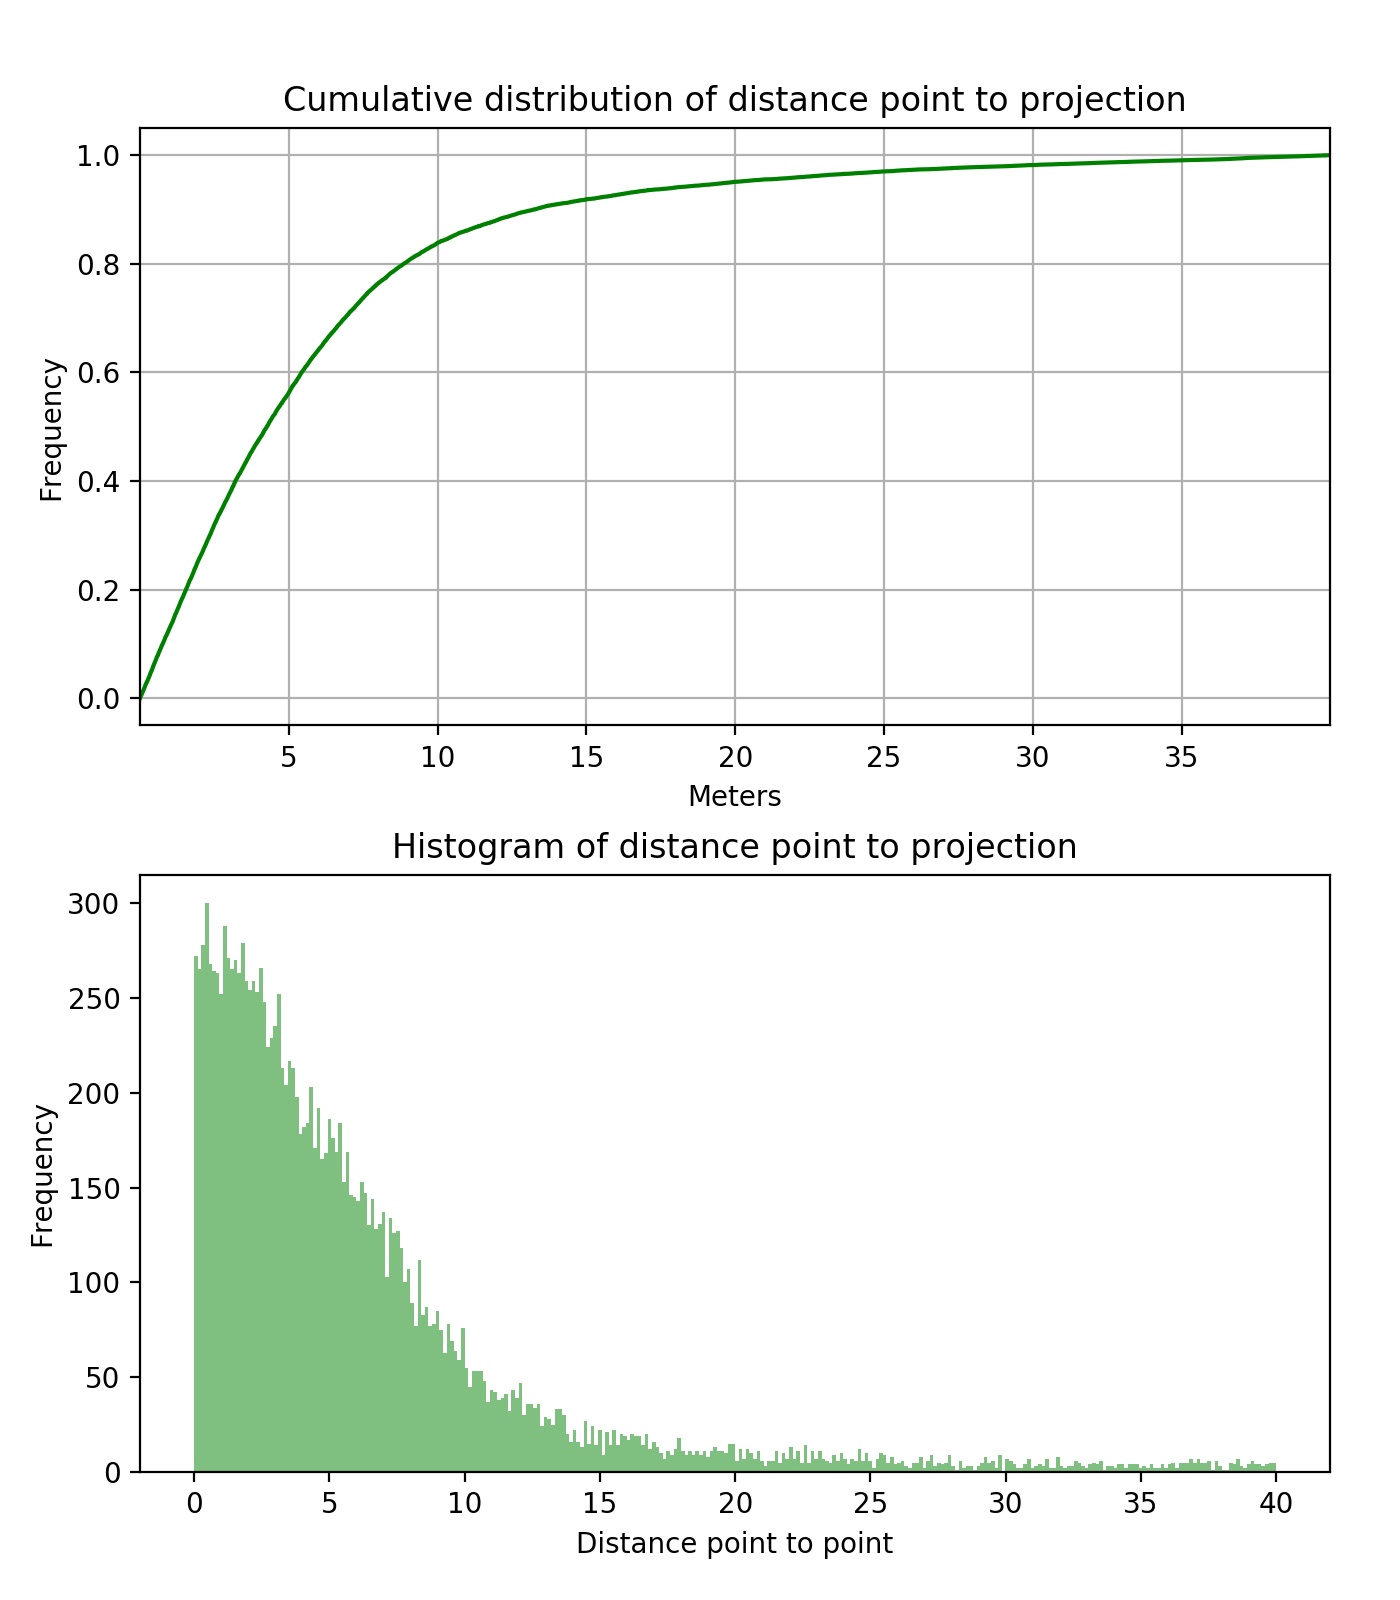 Cumulative distribution of distance point to projection
1.0
0.8
0.6
0.4
0.2
0.0
Frequency
5 10 15 20 25 30 35
Meters
Histogram of distance point to projection
300
250
200
150
100
50
0
Frequency
0 5 10 15 20 25 30 35 40
Distance point to point